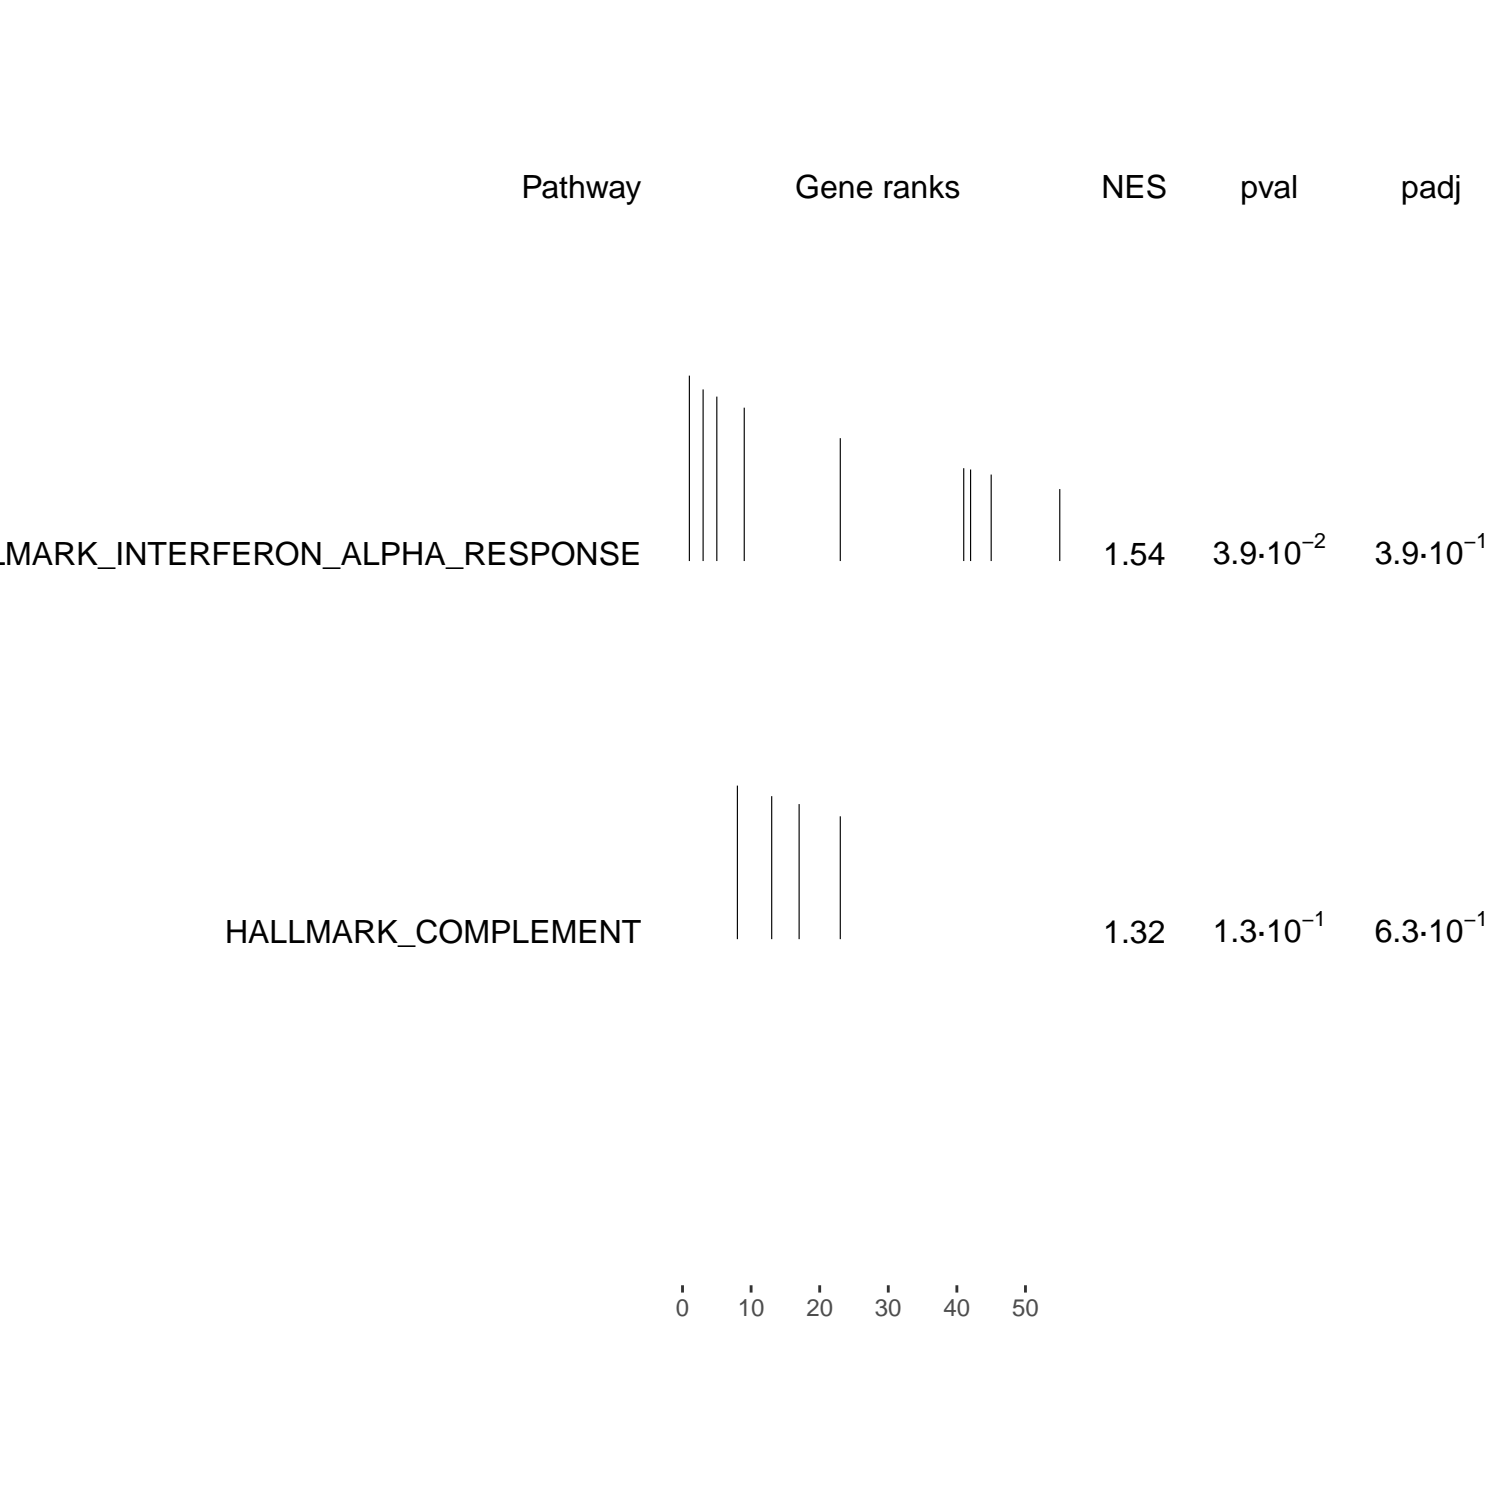 Pathway Gene ranks NES pval padj
LMARK_INTERFERON_ALPHA_RESPONSE 1.54 3.9·10⁻² 3.9·10⁻¹
HALLMARK_COMPLEMENT 1.32 1.3·10⁻¹ 6.3·10⁻¹
0 10 20 30 40 50